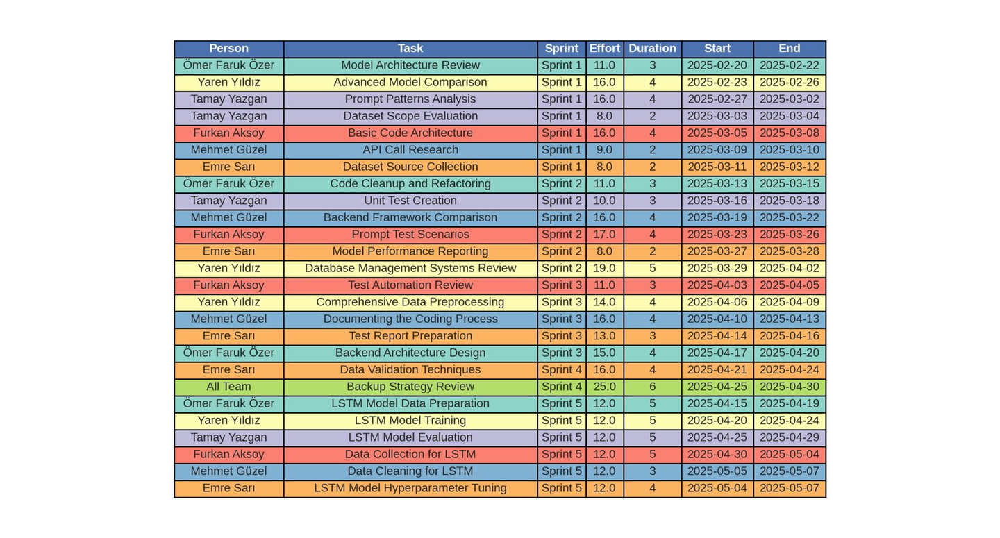 Person Task Sprint Effort Duration Start End
Ömer Faruk Özer Model Architecture Review Sprint 1 11.0 3 2025-02-20 2025-02-22
Yaren Yıldız Advanced Model Comparison Sprint 1 16.0 4 2025-02-23 2025-02-26
Tamay Yazgan Prompt Patterns Analysis Sprint 1 16.0 4 2025-02-27 2025-03-02
Tamay Yazgan Dataset Scope Evaluation Sprint 1 8.0 2 2025-03-03 2025-03-04
Furkan Aksoy Basic Code Architecture Sprint 1 16.0 4 2025-03-05 2025-03-08
Mehmet Güzel API Call Research Sprint 1 9.0 2 2025-03-09 2025-03-10
Emre Sarı Dataset Source Collection Sprint 1 8.0 2 2025-03-11 2025-03-12
Ömer Faruk Özer Code Cleanup and Refactoring Sprint 2 11.0 3 2025-03-13 2025-03-15
Tamay Yazgan Unit Test Creation Sprint 2 10.0 3 2025-03-16 2025-03-18
Mehmet Güzel Backend Framework Comparison Sprint 2 16.0 4 2025-03-19 2025-03-22
Furkan Aksoy Prompt Test Scenarios Sprint 2 17.0 4 2025-03-23 2025-03-26
Emre Sarı Model Performance Reporting Sprint 2 8.0 2 2025-03-27 2025-03-28
Yaren Yıldız Database Management Systems Review Sprint 2 19.0 5 2025-03-29 2025-04-02
Furkan Aksoy Test Automation Review Sprint 3 11.0 3 2025-04-03 2025-04-05
Yaren Yıldız Comprehensive Data Preprocessing Sprint 3 14.0 4 2025-04-06 2025-04-09
Mehmet Güzel Documenting the Coding Process Sprint 3 16.0 4 2025-04-10 2025-04-13
Emre Sarı Test Report Preparation Sprint 3 13.0 3 2025-04-14 2025-04-16
Ömer Faruk Özer Backend Architecture Design Sprint 3 15.0 4 2025-04-17 2025-04-20
Emre Sarı Data Validation Techniques Sprint 4 16.0 4 2025-04-21 2025-04-24
All Team Backup Strategy Review Sprint 4 25.0 6 2025-04-25 2025-04-30
Ömer Faruk Özer LSTM Model Data Preparation Sprint 5 12.0 5 2025-04-15 2025-04-19
Yaren Yıldız LSTM Model Training Sprint 5 12.0 5 2025-04-20 2025-04-24
Tamay Yazgan LSTM Model Evaluation Sprint 5 12.0 5 2025-04-25 2025-04-29
Furkan Aksoy Data Collection for LSTM Sprint 5 12.0 5 2025-04-30 2025-05-04
Mehmet Güzel Data Cleaning for LSTM Sprint 5 12.0 3 2025-05-05 2025-05-07
Emre Sarı LSTM Model Hyperparameter Tuning Sprint 5 12.0 4 2025-05-04 2025-05-07